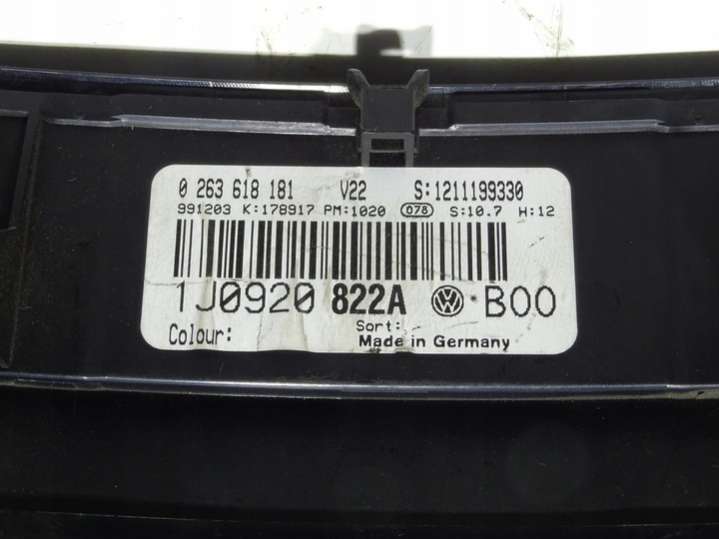 0 263 618 181 V22 S:1211199330
991203 K:178917 PM:1020 078 S:10.7 H:12
1J0920 822A VW B00
Colour: Sort:
Made in Germany